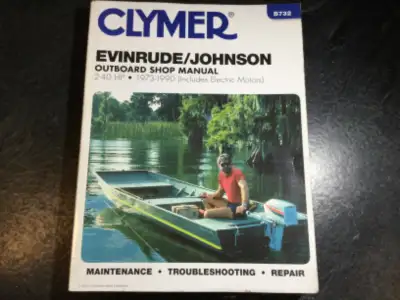 B732
CLYMER®
EVINRUDE/JOHNSON
OUTBOARD SHOP MANUAL
2-40 HP • 1973-1990 (Includes Electric Motors)
MAINTENANCE • TROUBLESHOOTING • REPAIR